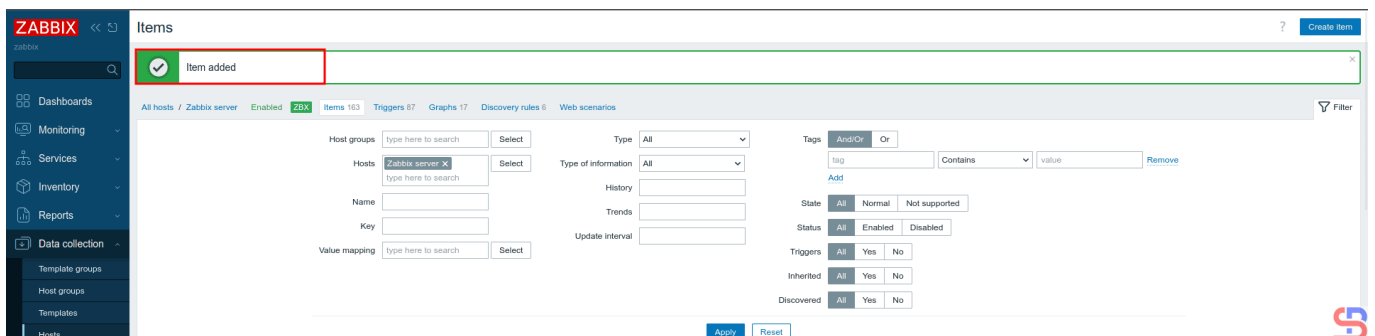 ZABBIX
Items
? Create item
zabbix
Item added
Dashboards
Monitoring
Services
Inventory
Reports
Data collection
Template groups
Host groups
Templates
Hosts
All hosts / Zabbix server Enabled ZBX Items 163 Triggers 87 Graphs 17 Discovery rules 6 Web scenarios
Filter
Host groups type here to search Select
Hosts Zabbix server Select
type here to search
Name
Key
Value mapping type here to search Select
Type All
Type of information All
History
Trends
Update interval
Tags And/Or Or
tag Contains value Remove
Add
State All Normal Not supported
Status All Enabled Disabled
Triggers All Yes No
Inherited All Yes No
Discovered All Yes No
Apply Reset